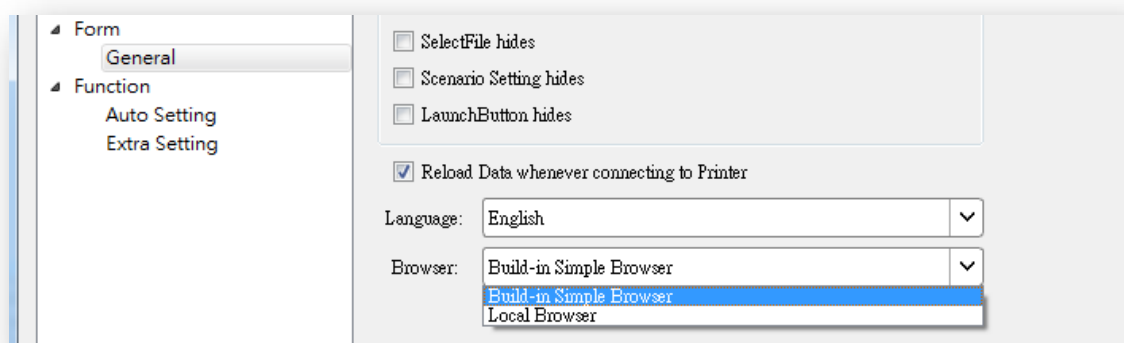 Form
General
Function
Auto Setting
Extra Setting
SelectFile hides
Scenario Setting hides
LaunchButton hides
Reload Data whenever connecting to Printer
Language: English
Browser: Build-in Simple Browser
Build-in Simple Browser
Local Browser